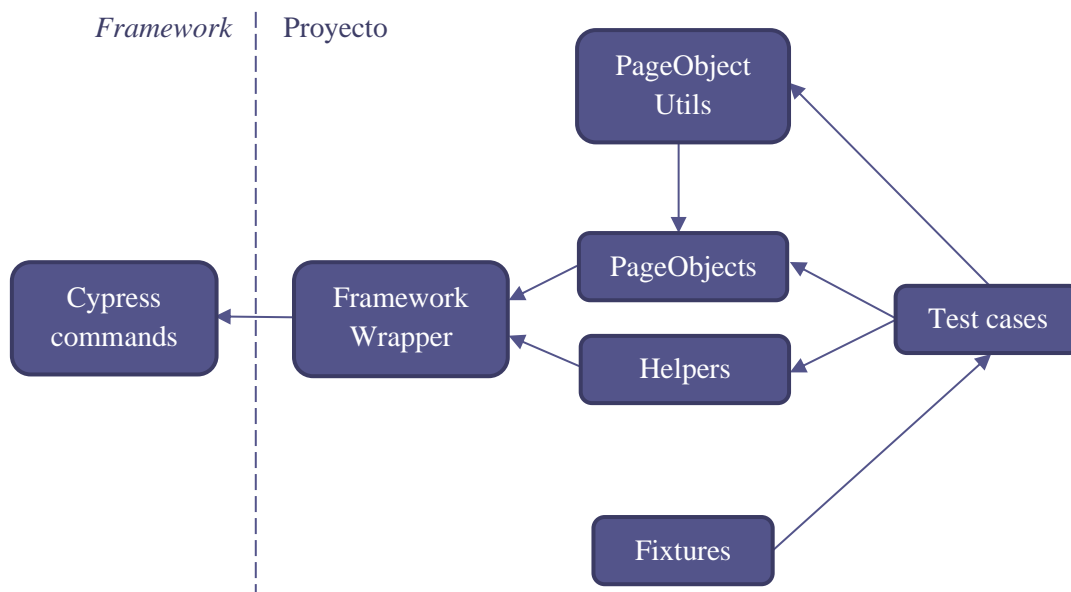 Framework
Proyecto
PageObject
Utils
PageObjects
Cypress
commands
Framework
Wrapper
Test cases
Helpers
Fixtures